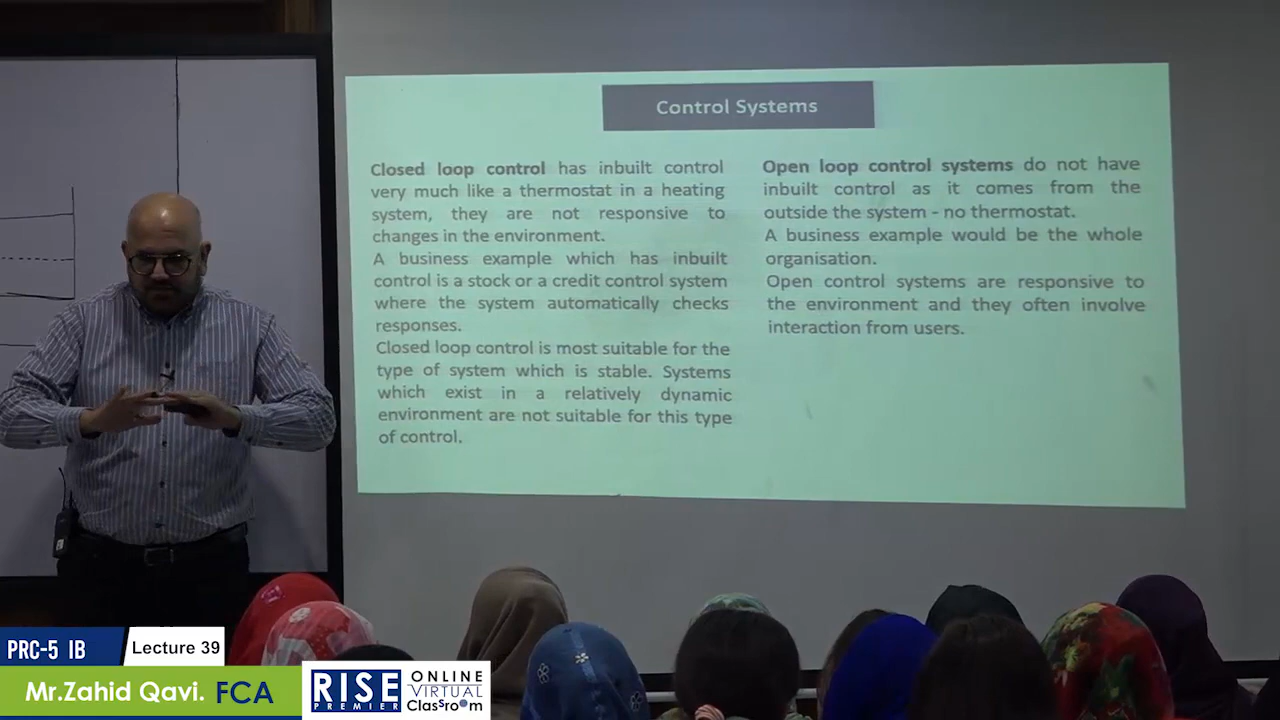 Control Systems
Closed loop control has inbuilt control
very much like a thermostat in a heating
system, they are not responsive to
changes in the environment.
A business example which has inbuilt
control is a stock or a credit control system
where the system automatically checks
responses.
Closed loop control is most suitable for the
type of system which is stable. Systems
which exist in a relatively dynamic
environment are not suitable for this type
of control.
Open loop control systems do not have
inbuilt control as it comes from the
outside the system - no thermostat.
A business example would be the whole
organisation.
Open control systems are responsive to
the environment and they often involve
interaction from users.
PRC-5 IB
Lecture 39
Mr.Zahid Qavi. FCA
RISE
PREMIER
ONLINE
VIRTUAL
ClasSroom